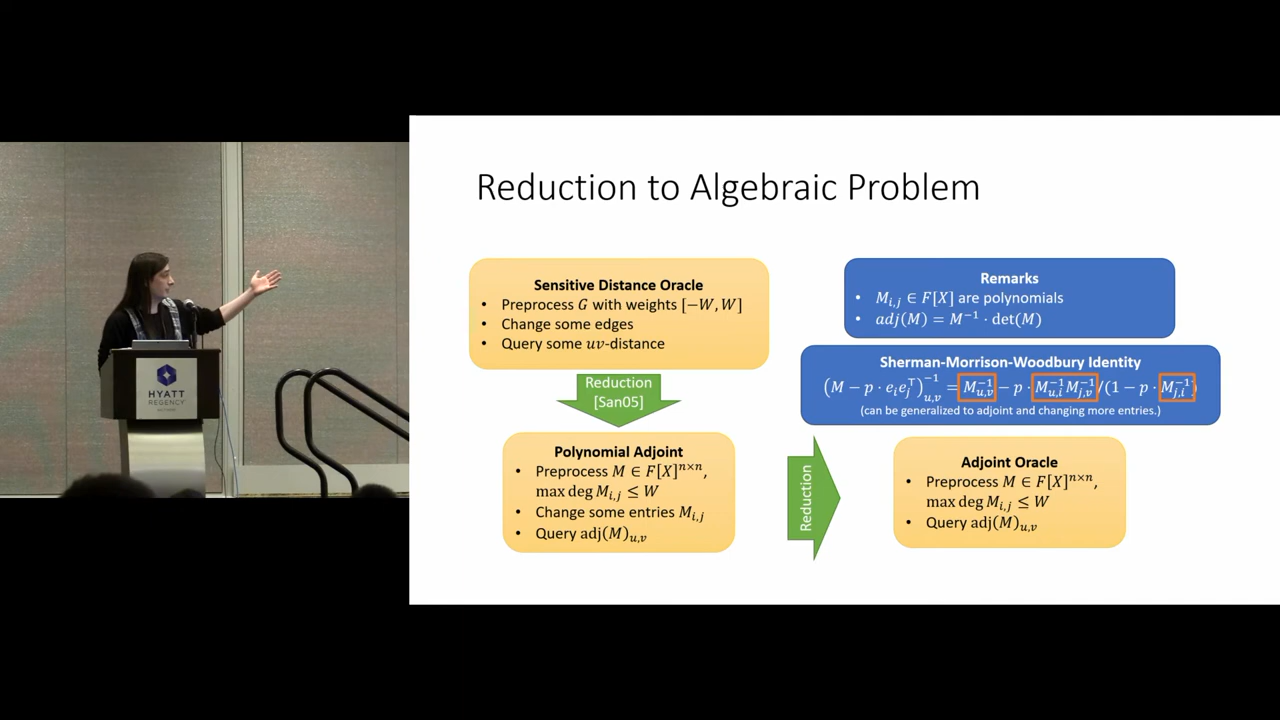 Reduction to Algebraic Problem
Sensitive Distance Oracle
• Preprocess G with weights [−W, W]
• Change some edges
• Query some uv-distance
Reduction
[San05]
Polynomial Adjoint
• Preprocess M ∈ F[X]^{n×n},
max deg M_{i,j} ≤ W
• Change some entries M_{i,j}
• Query adj(M)_{u,v}
Remarks
• M_{i,j} ∈ F[X] are polynomials
• adj(M) = M^{−1} · det(M)
Sherman-Morrison-Woodbury Identity
(M − p · e_i e_j^T)^{−1}_{u,v} = M^{−1}_{u,v} − p · M^{−1}_{u,i} M^{−1}_{j,v}/(1 − p · M^{−1}_{j,i})
(can be generalized to adjoint and changing more entries.)
Reduction
Adjoint Oracle
• Preprocess M ∈ F[X]^{n×n},
max deg M_{i,j} ≤ W
• Query adj(M)_{u,v}
HYATT
REGENCY